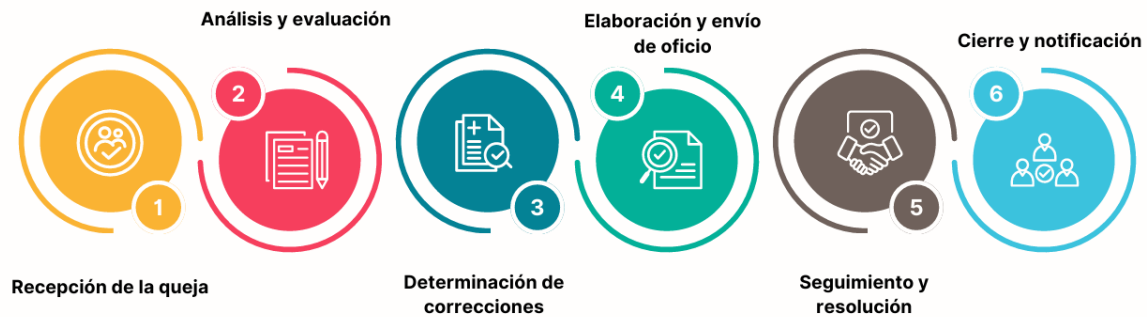 1
Recepción de la queja
2
Análisis y evaluación
3
Determinación de
correcciones
4
Elaboración y envío
de oficio
5
Seguimiento y
resolución
6
Cierre y notificación